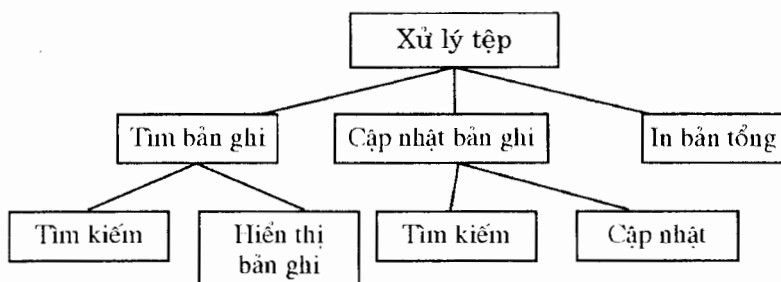 Xử lý tệp
Tìm bản ghi
Cập nhật bản ghi
In bản tổng
Tìm kiếm
Hiển thị
bản ghi
Tìm kiếm
Cập nhật